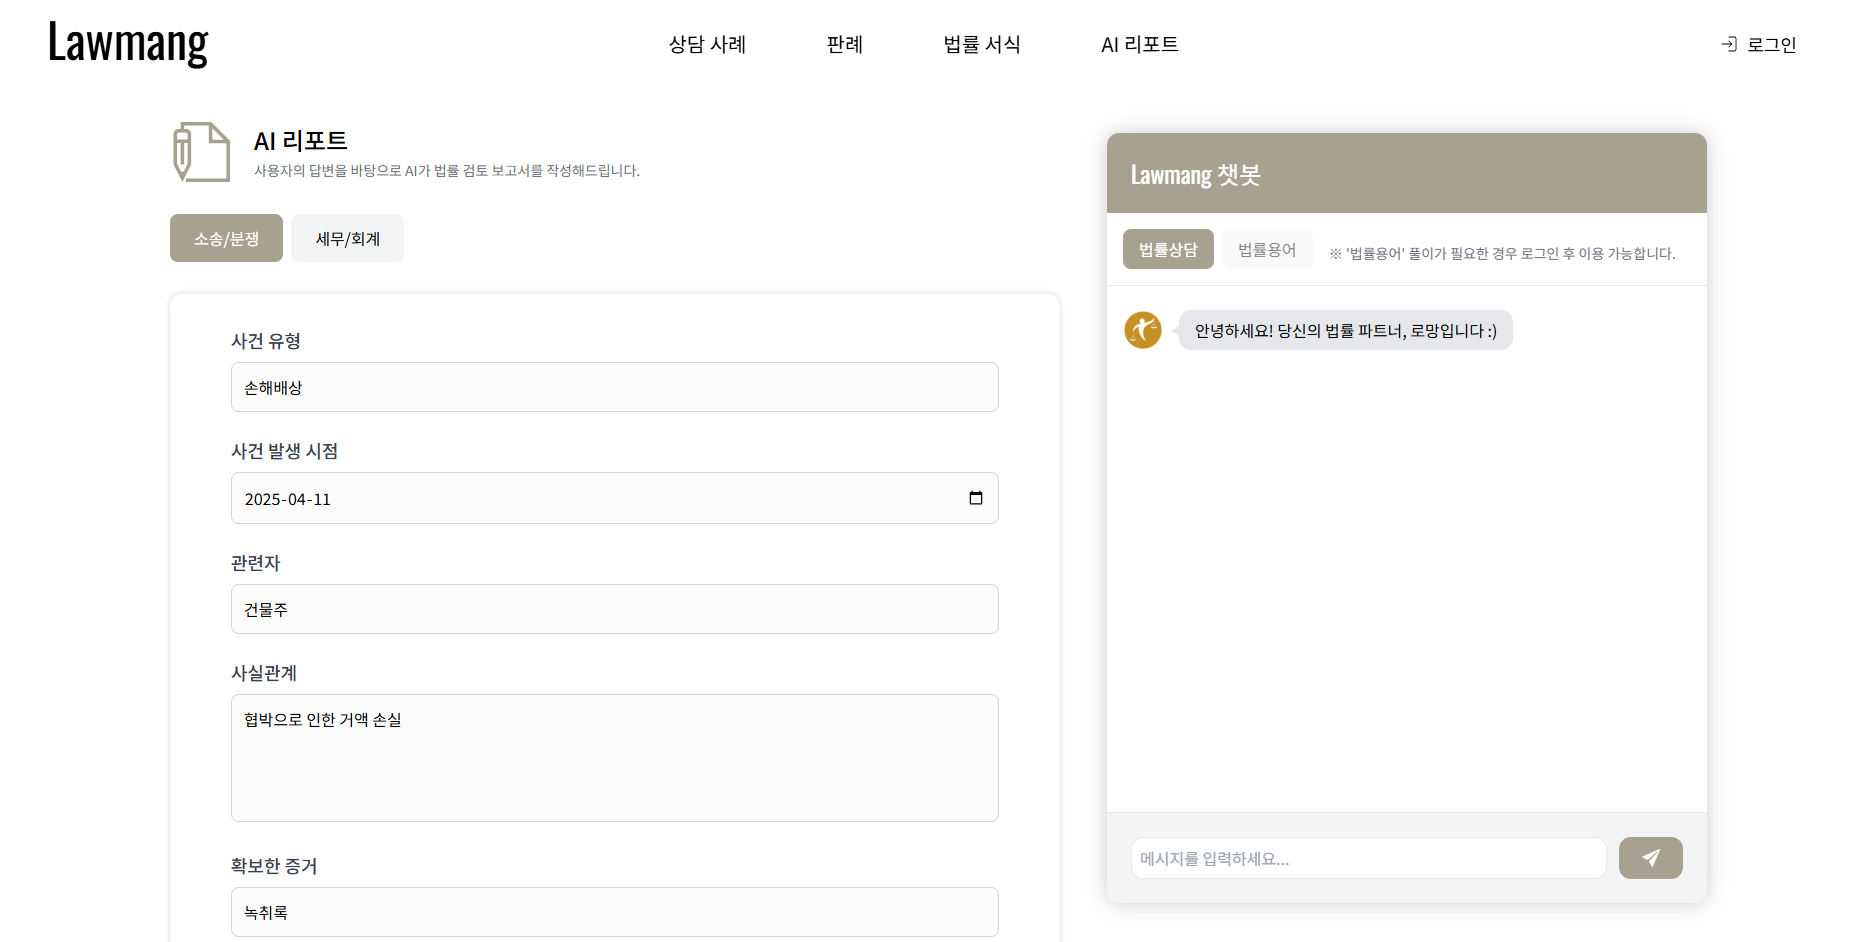 Lawmang
상담 사례
판례
법률 서식
AI 리포트
로그인
AI 리포트
사용자의 답변을 바탕으로 AI가 법률 검토 보고서를 작성해드립니다.
소송/분쟁
세무/회계
사건 유형
손해배상
사건 발생 시점
2025-04-11
관련자
건물주
사실관계
협박으로 인한 거액 손실
확보한 증거
녹취록
Lawmang 챗봇
법률상담
법률용어
※ '법률용어' 풀이가 필요한 경우 로그인 후 이용 가능합니다.
안녕하세요! 당신의 법률 파트너, 로망입니다 :)
메시지를 입력하세요...